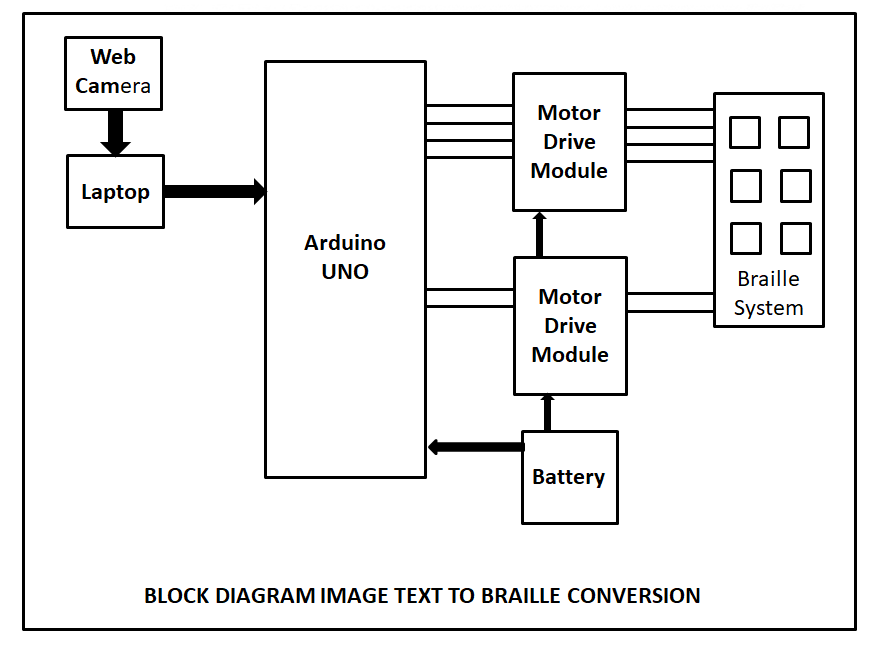 Web
Camera
Laptop
Arduino
UNO
Motor
Drive
Module
Motor
Drive
Module
Braille
System
Battery
BLOCK DIAGRAM IMAGE TEXT TO BRAILLE CONVERSION